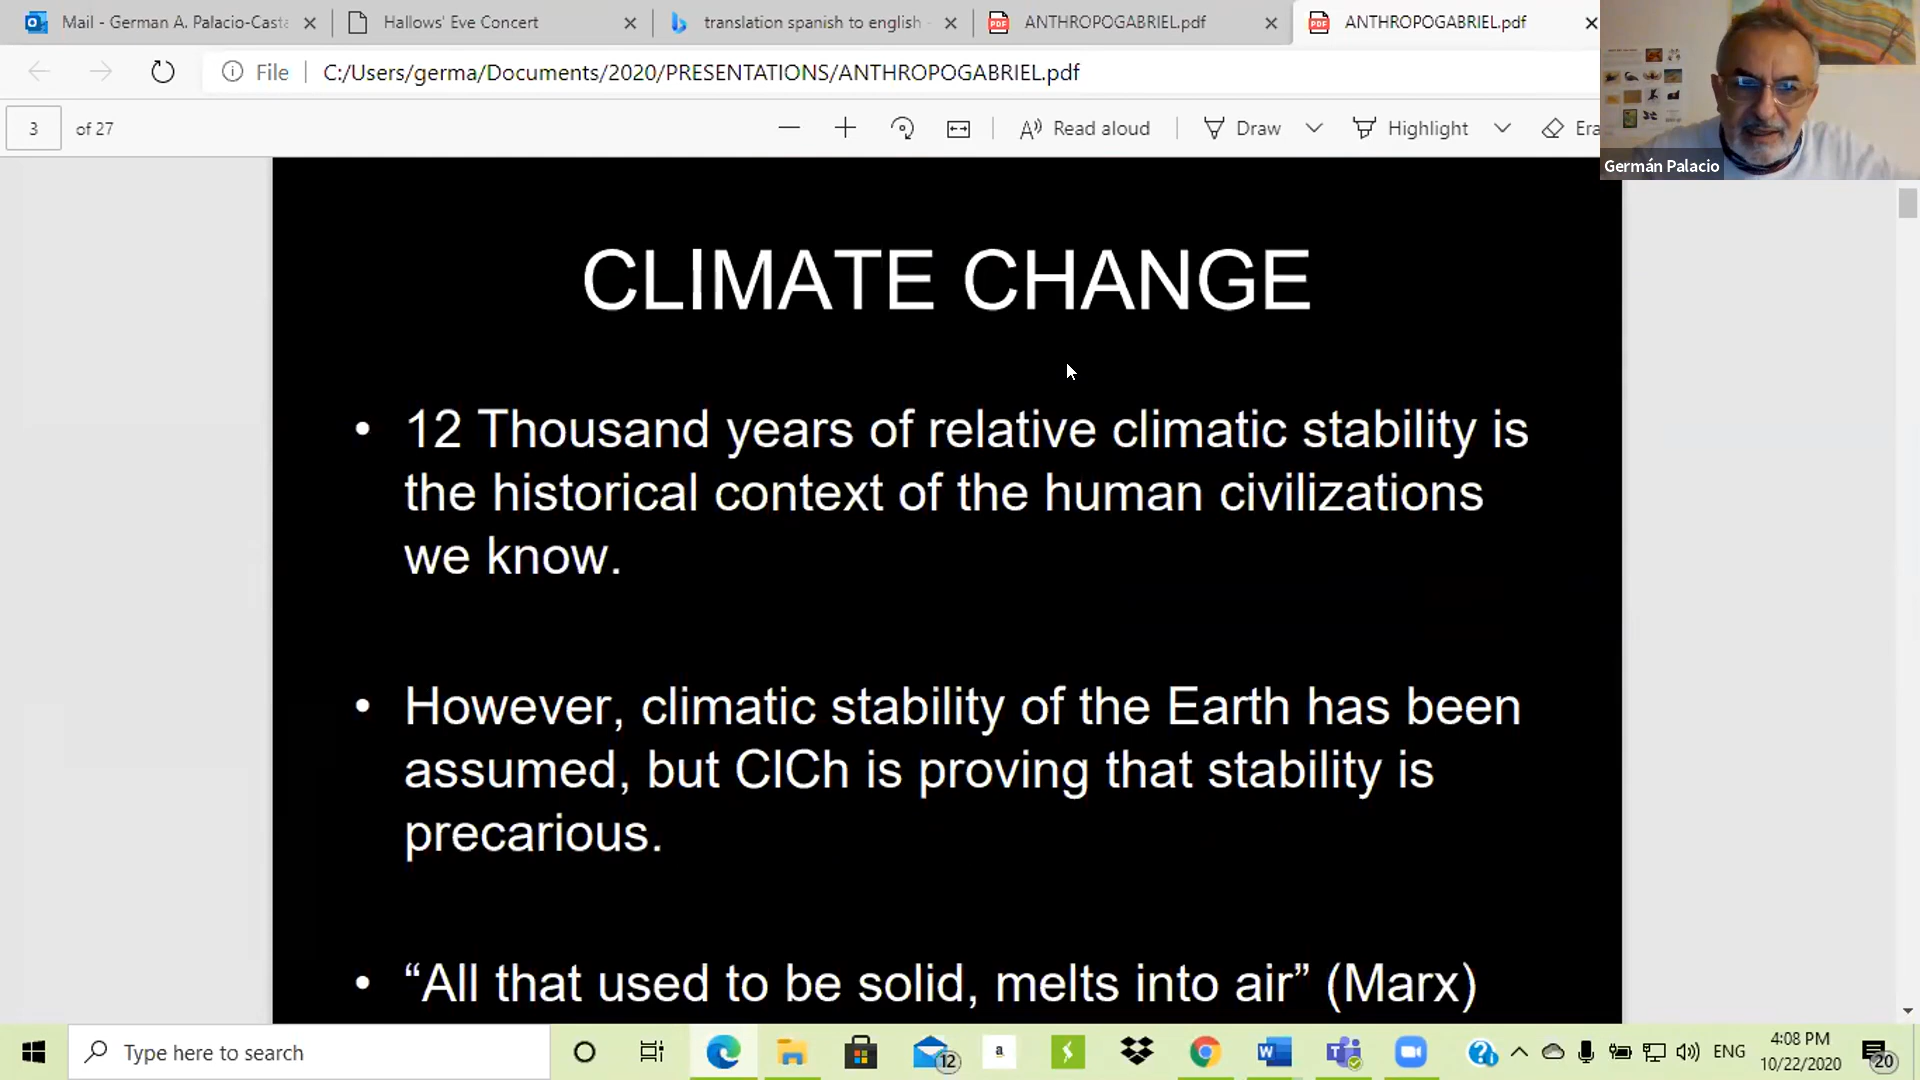 Mail - German A. Palacio-Casta
Hallows' Eve Concert
translation spanish to english -
ANTHROPOGABRIEL.pdf
ANTHROPOGABRIEL.pdf
File
C:/Users/germa/Documents/2020/PRESENTATIONS/ANTHROPOGABRIEL.pdf
3 of 27
Read aloud
Draw
Highlight
Era
Germán Palacio
CLIMATE CHANGE
• 12 Thousand years of relative climatic stability is
the historical context of the human civilizations
we know.
• However, climatic stability of the Earth has been
assumed, but ClCh is proving that stability is
precarious.
• “All that used to be solid, melts into air” (Marx)
Type here to search
12
a
ENG
4:08 PM
10/22/2020
20